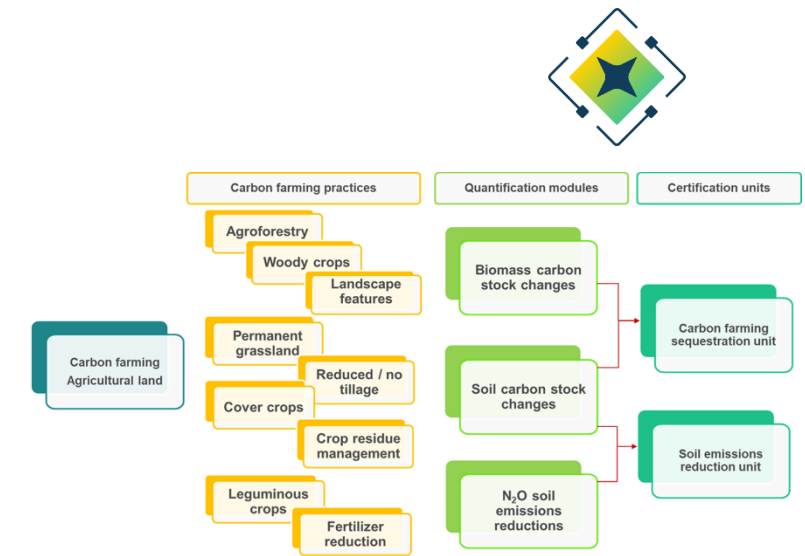 Carbon farming practices
Quantification modules
Certification units
Agroforestry
Woody crops
Landscape
features
Permanent
grassland
Reduced / no
tillage
Cover crops
Crop residue
management
Leguminous
crops
Fertilizer
reduction
Carbon farming
Agricultural land
Biomass carbon
stock changes
Soil carbon stock
changes
N₂O soil
emissions
reductions
Carbon farming
sequestration unit
Soil emissions
reduction unit